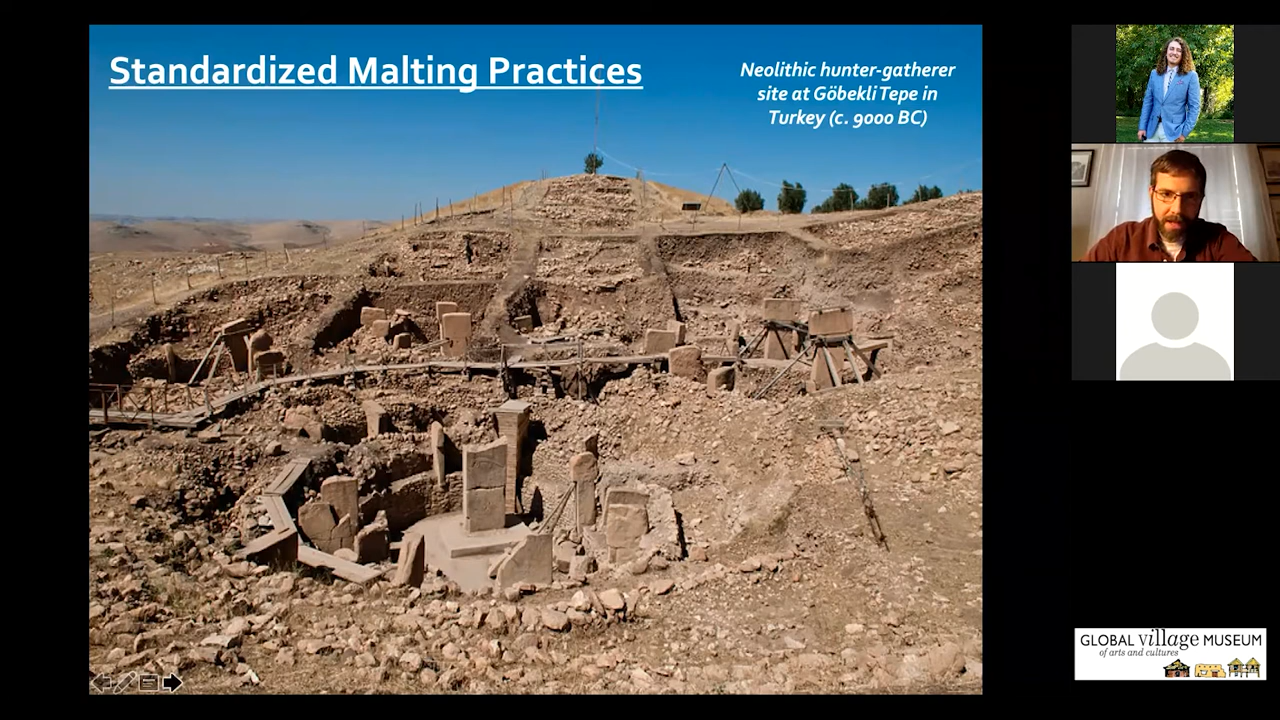 Standardized Malting Practices
Neolithic hunter-gatherer
site at Göbekli Tepe in
Turkey (c. 9000 BC)
GLOBAL village MUSEUM
of arts and cultures